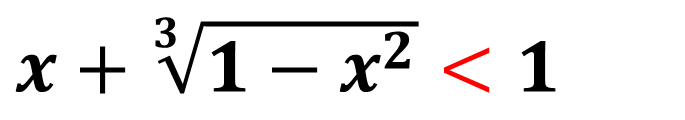 x + ∛(1 − x²) < 1